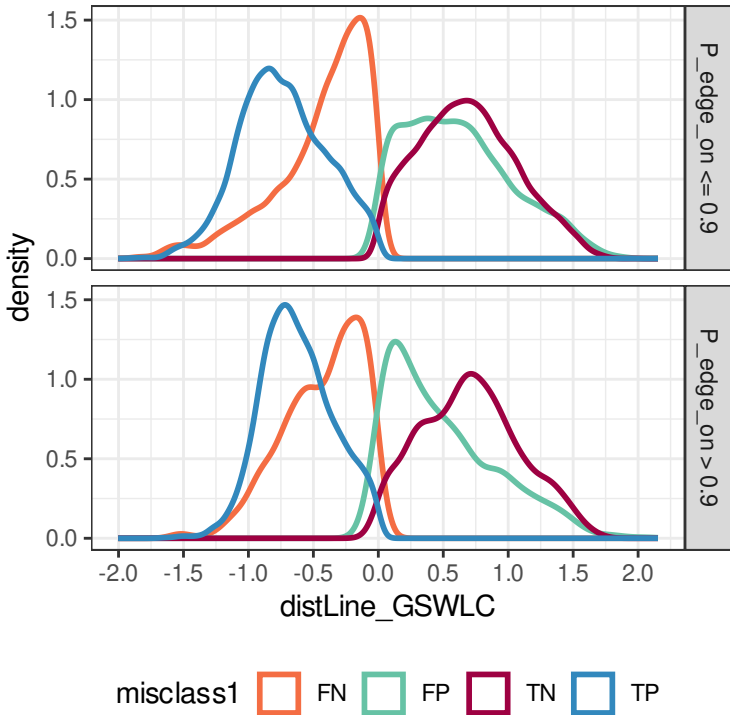 1.5
1.0
0.5
0.0
P_edge_on <= 0.9
density
1.5
1.0
0.5
0.0
P_edge_on > 0.9
-2.0 -1.5 -1.0 -0.5 0.0 0.5 1.0 1.5 2.0
distLine_GSWLC
misclass1 FN FP TN TP